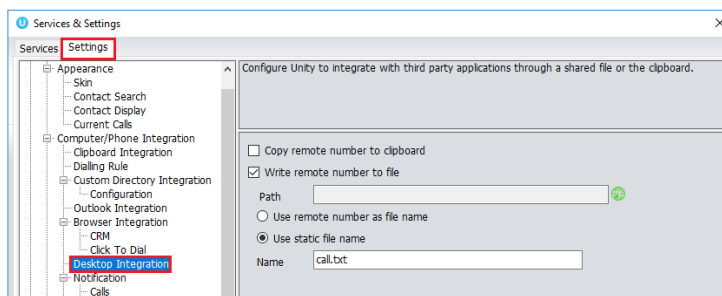 Services & Settings
Services Settings
Appearance
Skin
Contact Search
Contact Display
Current Calls
Computer/Phone Integration
Clipboard Integration
Dialling Rule
Custom Directory Integration
Configuration
Outlook Integration
Browser Integration
CRM
Click To Dial
Desktop Integration
Notification
Calls
Configure Unity to integrate with third party applications through a shared file or the clipboard.
Copy remote number to clipboard
Write remote number to file
Path
Use remote number as file name
Use static file name
Name call.txt